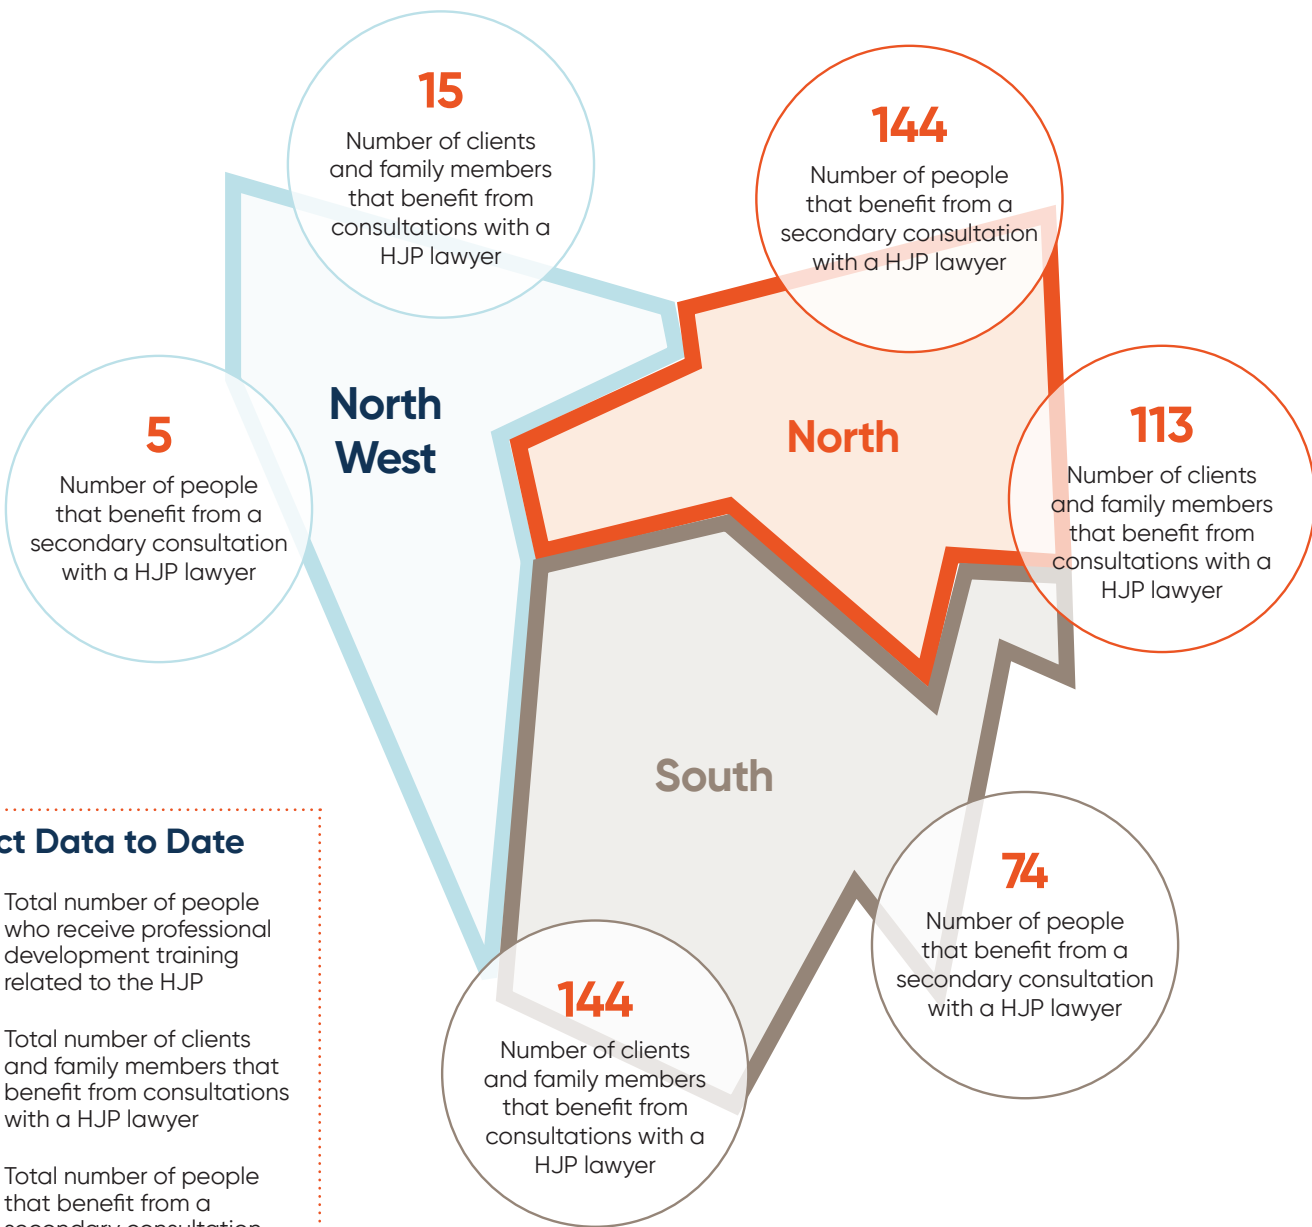 15
Number of clients
and family members
that benefit from
consultations with a
HJP lawyer
144
Number of people
that benefit from a
secondary consultation
with a HJP lawyer
5
Number of people
that benefit from a
secondary consultation
with a HJP lawyer
North
West
North
113
Number of clients
and family members
that benefit from
consultations with a
HJP lawyer
South
74
Number of people
that benefit from a
secondary consultation
with a HJP lawyer
144
Number of clients
and family members
that benefit from
consultations with a
HJP lawyer
ct Data to Date
Total number of people
who receive professional
development training
related to the HJP
Total number of clients
and family members that
benefit from consultations
with a HJP lawyer
Total number of people
that benefit from a
secondary consultation